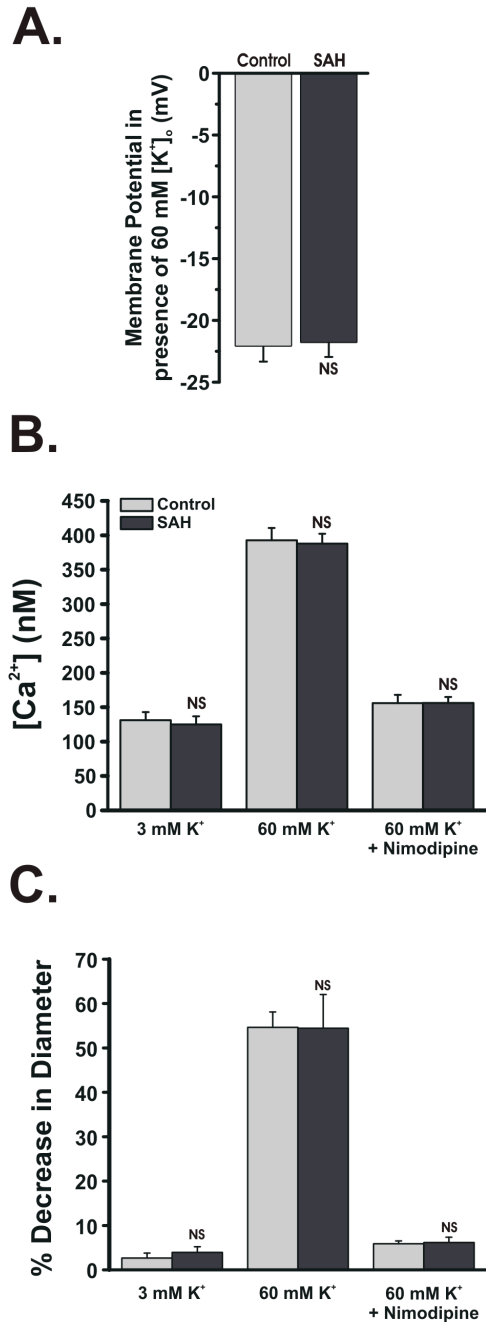 A.
Control SAH
Membrane Potential in
presence of 60 mM [K⁺]ₒ (mV)
0
-5
-10
-15
-20
-25
NS
B.
[Ca²⁺] (nM)
450
400
350
300
250
200
150
100
50
0
Control
SAH
NS
NS
NS
3 mM K⁺
60 mM K⁺
60 mM K⁺
+ Nimodipine
C.
% Decrease in Diameter
70
60
50
40
30
20
10
0
NS
NS
NS
3 mM K⁺
60 mM K⁺
60 mM K⁺
+ Nimodipine